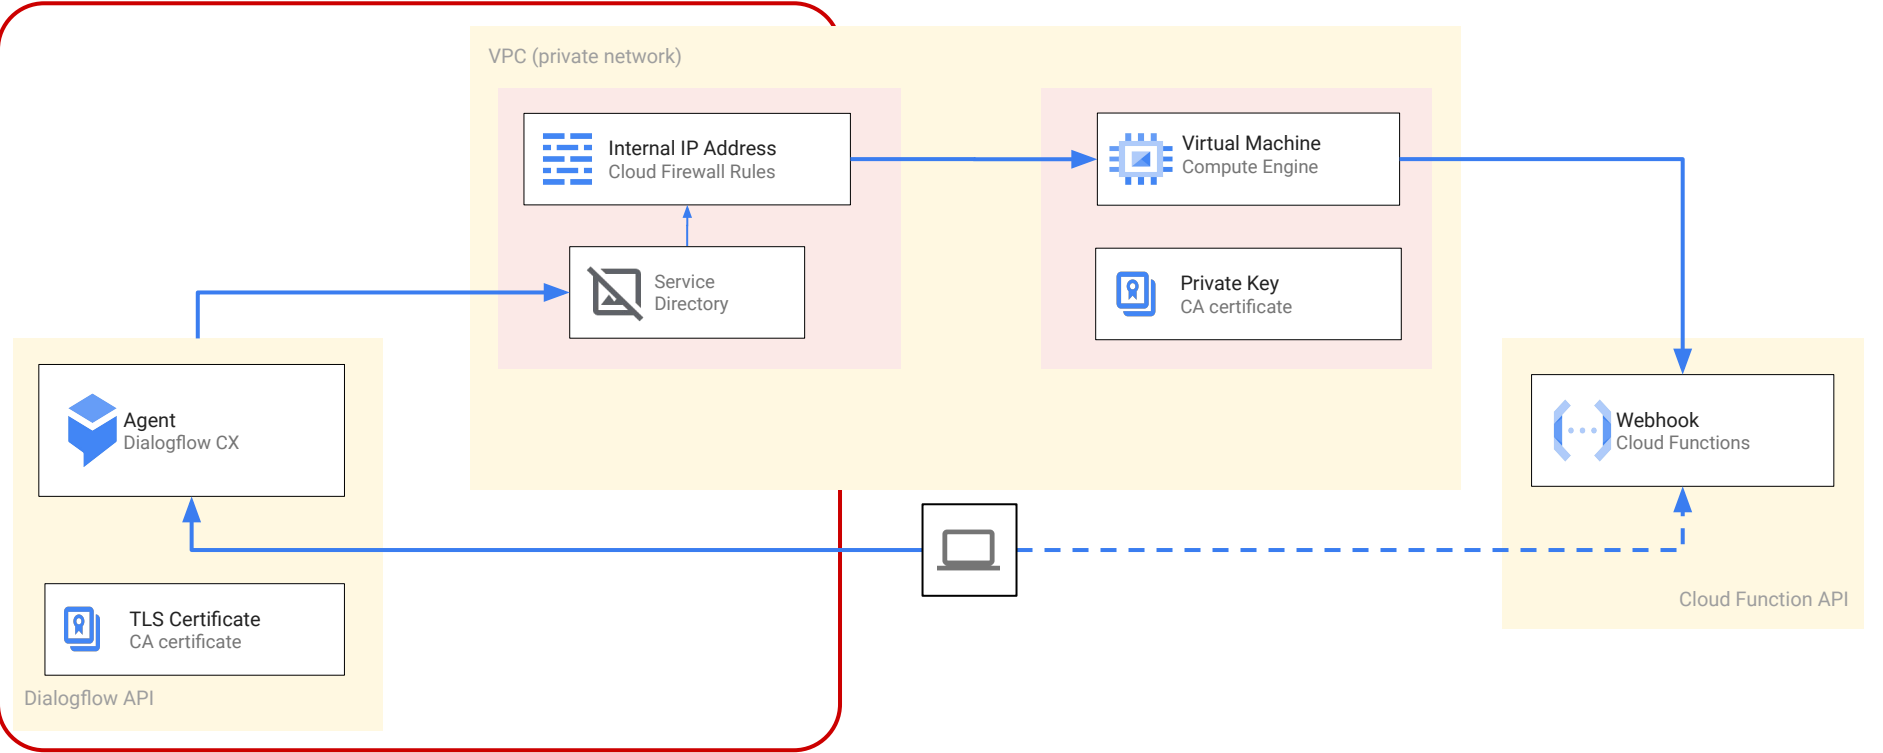 VPC (private network)
Internal IP Address
Cloud Firewall Rules
Virtual Machine
Compute Engine
Service
Directory
Private Key
CA certificate
Agent
Dialogflow CX
Webhook
Cloud Functions
TLS Certificate
CA certificate
Cloud Function API
Dialogflow API